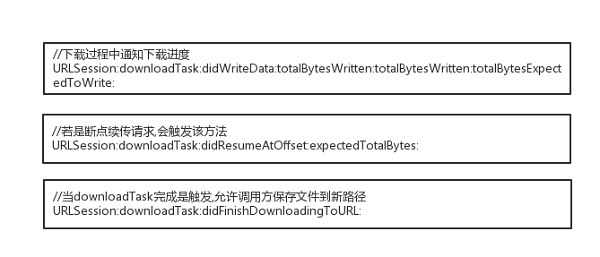 //下载过程中通知下载进度
URLSession:downloadTask:didWriteData:totalBytesWritten:totalBytesWritten:totalBytesExpect
edToWrite:
//若是断点续传请求,会触发该方法
URLSession:downloadTask:didResumeAtOffset:expectedTotalBytes:
//当downloadTask完成是触发,允许调用方保存文件到新路径
URLSession:downloadTask:didFinishDownloadingToURL: